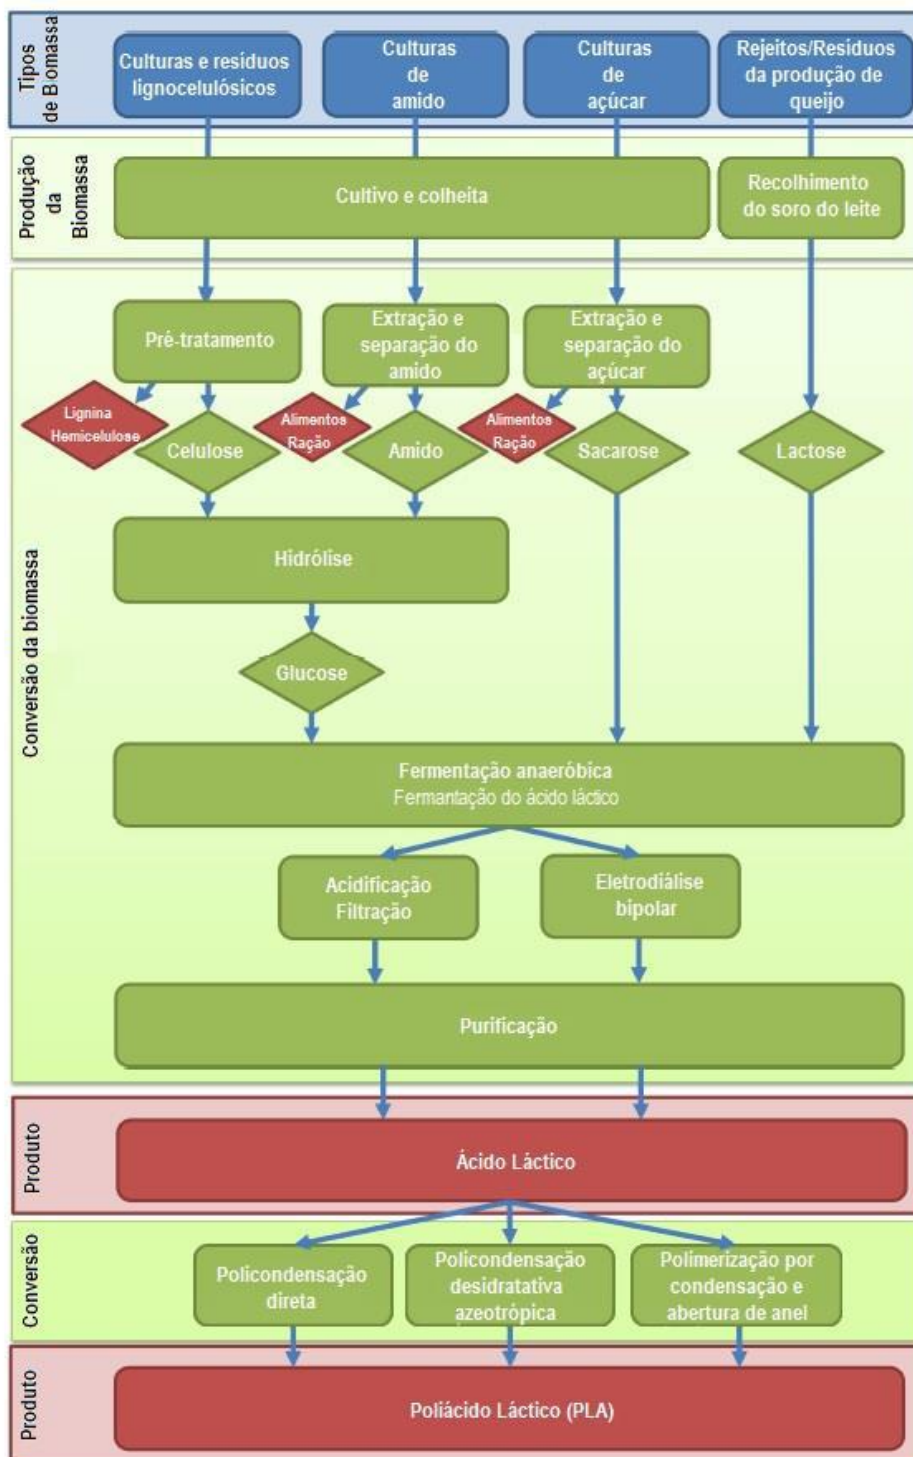 Tipos
de Biomassa
Culturas e resíduos
lignocelulósicos
Culturas
de
amido
Culturas
de
açúcar
Rejeitos/Resíduos
da produção de
queijo
Produção
da
Biomassa
Cultivo e colheita
Recolhimento
do soro do leite
Conversão da biomassa
Pré-tratamento
Extração e
separação do
amido
Extração e
separação do
açúcar
Lignina
Hemicelulose
Celulose
Alimentos
Ração
Amido
Alimentos
Ração
Sacarose
Lactose
Hidrólise
Glucose
Fermentação anaeróbica
Fermantação do ácido láctico
Acidificação
Filtração
Eletrodiálise
bipolar
Purificação
Produto
Ácido Láctico
Conversão
Policondensação
direta
Policondensação
desidratativa
azeotrópica
Polimerização por
condensação e
abertura de anel
Produto
Poliácido Láctico (PLA)